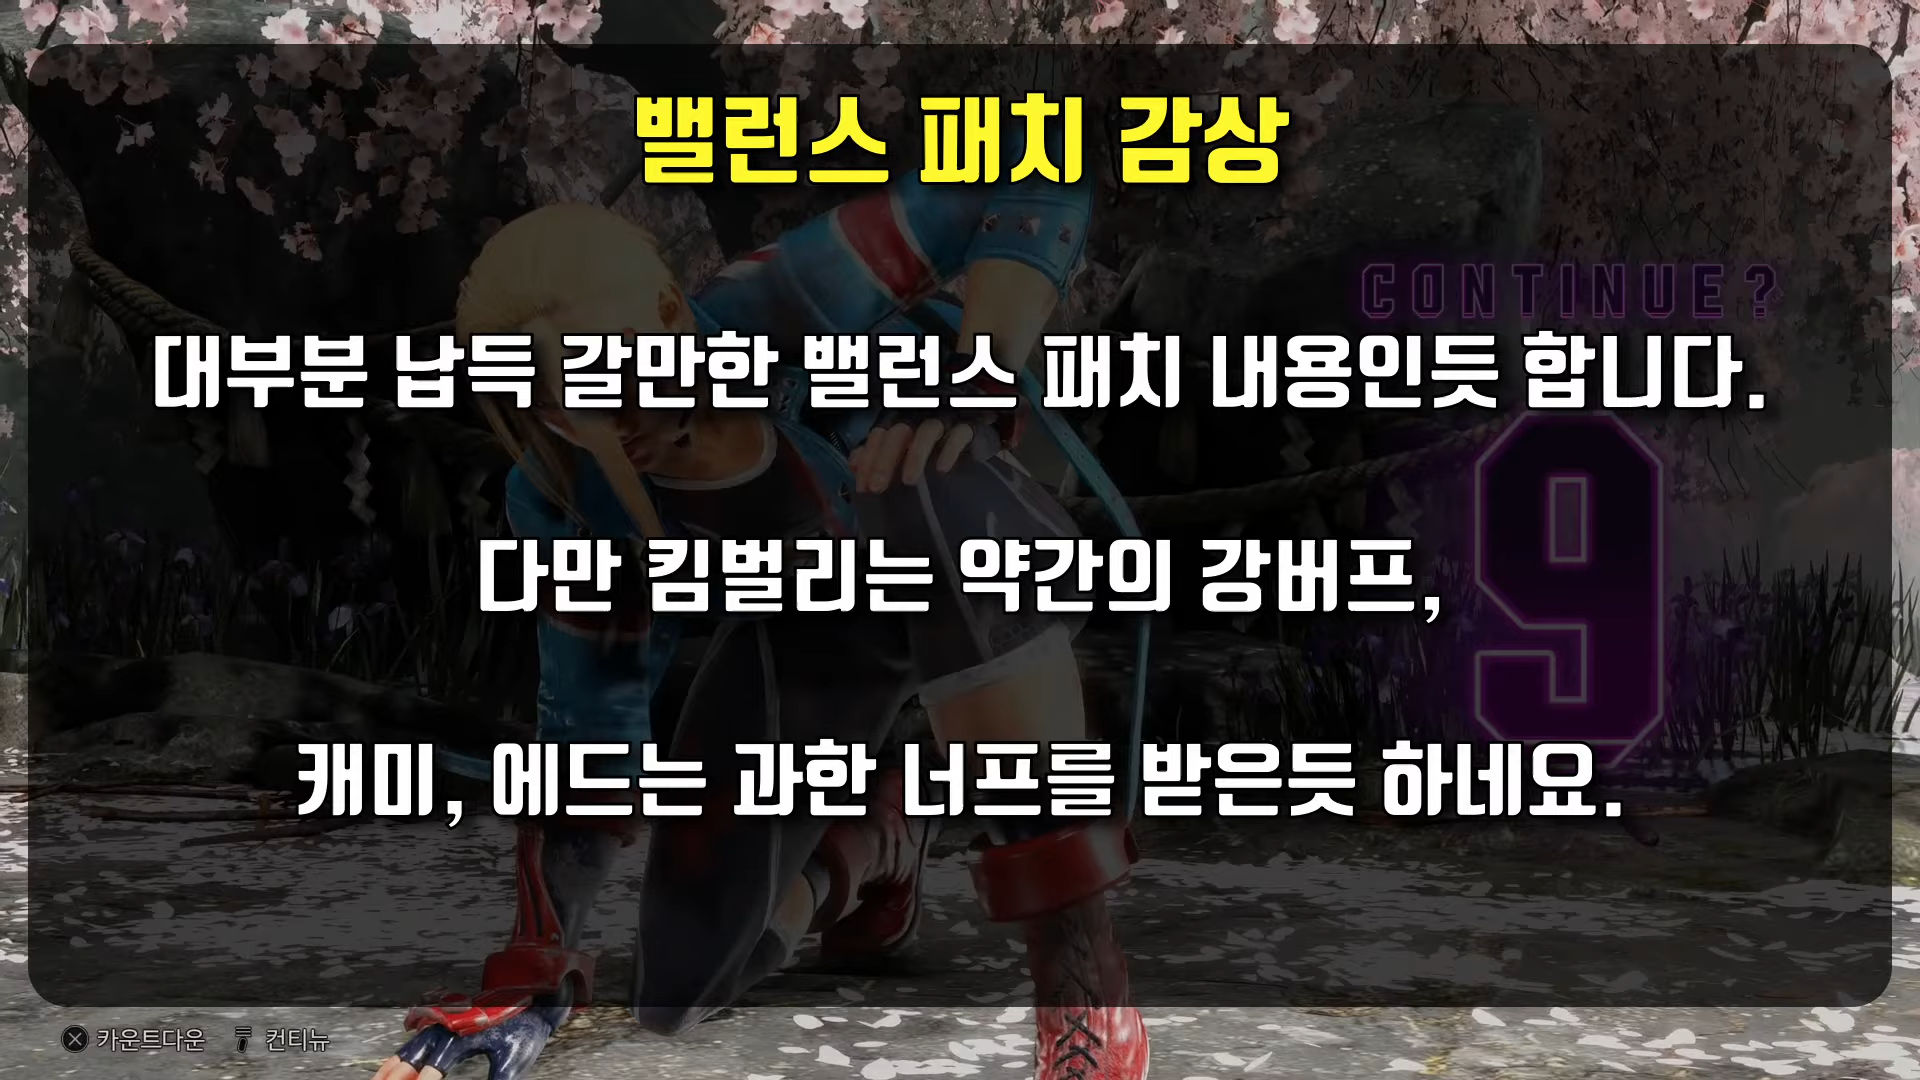 밸런스 패치 감상
CONTINUE?
대부분 납득 갈만한 밸런스 패치 내용인듯 합니다.
9
다만 킴벌리는 약간의 강버프,
캐미, 에드는 과한 너프를 받은듯 하네요.
카운트다운 컨티뉴